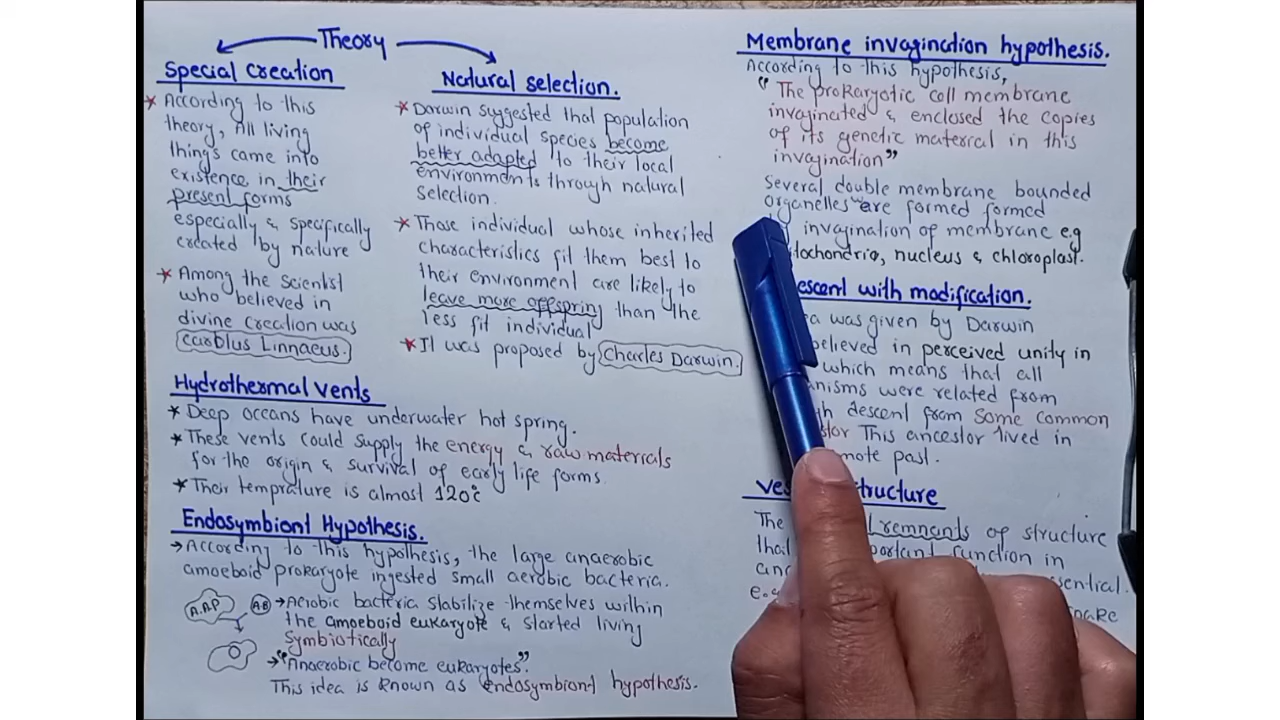 Theory
Special creation
* According to this
theory, All living
things came into
existence in their
present forms
especially & specifically
created by nature
* Among the Scientist
who believed in
divine creation was
carblus Linnaeus.
Natural selection.
* Darwin suggested that population
of individual species become
better adapted to their local
environments through natural
selection.
* Those individual whose inherited
characteristics fit them best to
their environment are likely to
leave more offspring than the
less fit individual
* It was proposed by Charles Darwin.
Hydrothermal vents
* Deep oceans have underwater hot spring.
* These vents could supply the energy & raw materials
for the origin & survival of early life forms.
* Their temprature is almost 120°c
Endosymbiont Hypothesis.
→ According to this hypothesis, the large anaerobic
amoeboid prokaryote ingested small aerobic bacteria.
A.A.P AB → Aerobic bacteria stabilize themselves within
the amoeboid eukaryote & started living
Symbiotically
→ "Anaerobic become eukaryotes".
This idea is known as endosymbiont hypothesis.
Membrane invagination hypothesis.
According to this hypothesis,
"The prokaryotic cell membrane
invaginated & enclosed the copies
of its genetic material in this
invagination"
Several double membrane bounded
organelles are formed formed
invagination of membrane e.g
nucleus & chloroplast.
with modification.
was given by Darwin
believed in perceived unity in
which means that all
were related from
descent from some common
This ancestor lived in
past.
structure
The remnants of structure
that function in
e.g